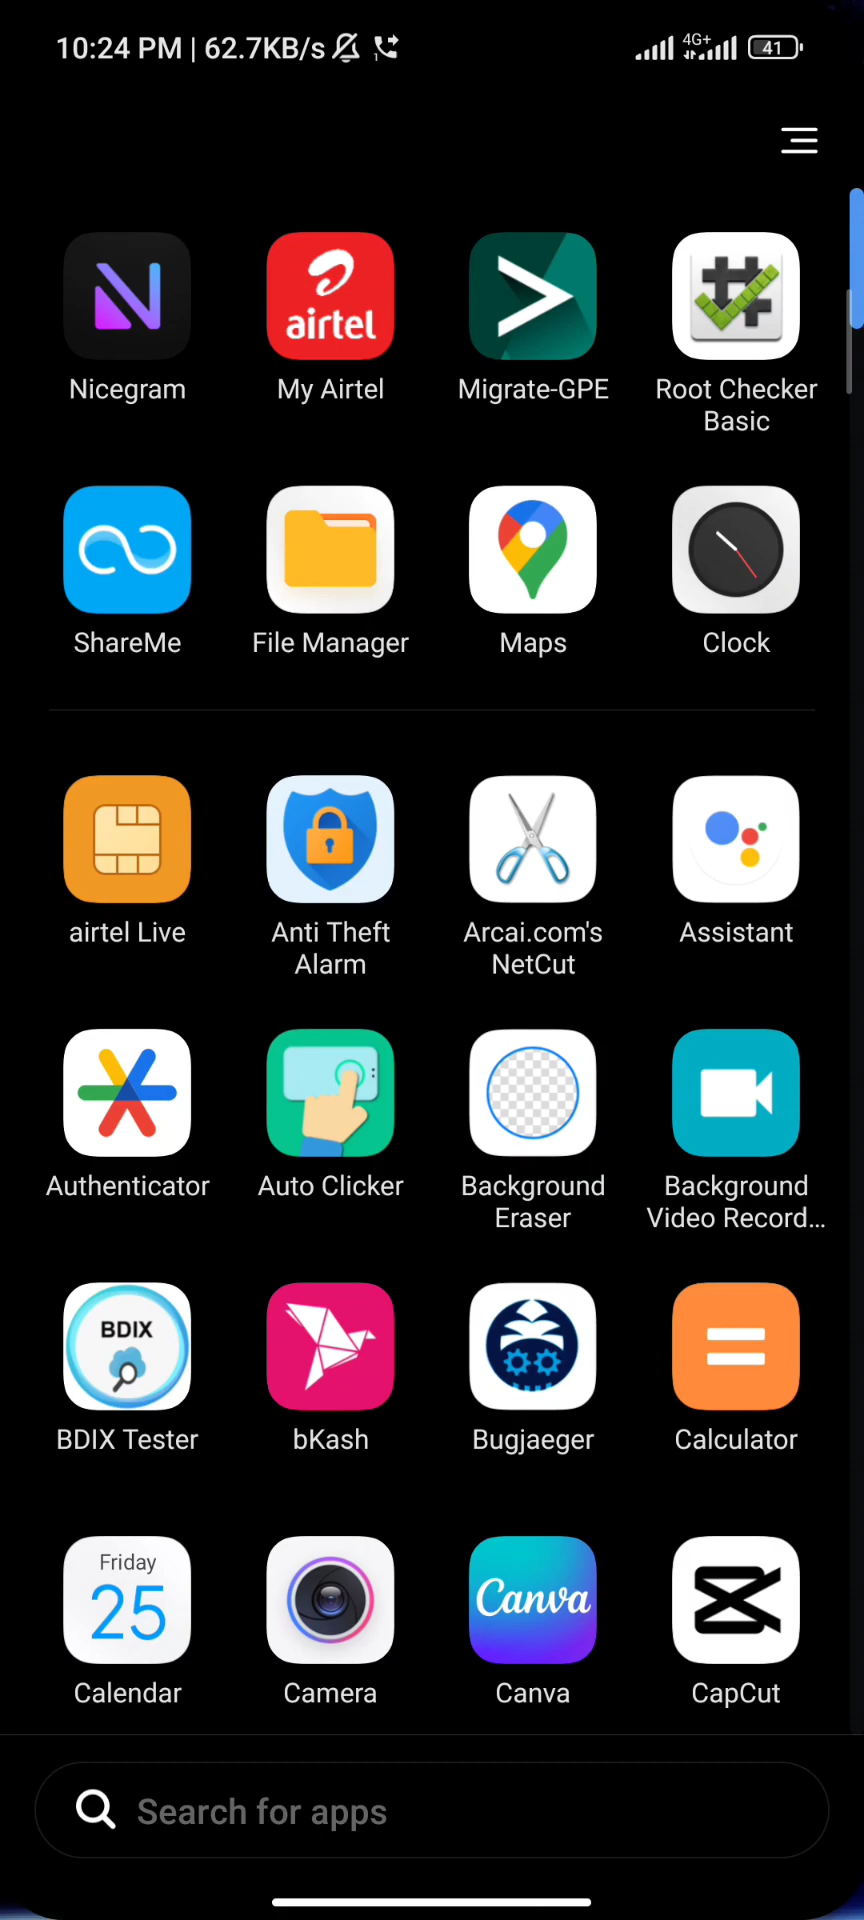 10:24 PM | 62.7KB/s
4G+
41
airtel
Nicegram
My Airtel
Migrate-GPE
Root Checker
Basic
ShareMe
File Manager
Maps
Clock
airtel Live
Anti Theft
Alarm
Arcai.com's
NetCut
Assistant
Authenticator
Auto Clicker
Background
Eraser
Background
Video Record...
BDIX
BDIX Tester
bKash
Bugjaeger
Calculator
Friday
25
Canva
Calendar
Camera
Canva
CapCut
Search for apps